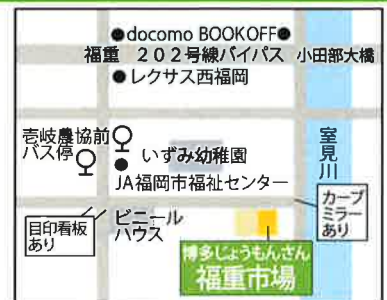 ●docomo BOOKOFF●
福重 202号線バイパス 小田部大橋
●レクサス西福岡
壱岐農協前
バス停
いずみ幼稚園
JA福岡市福祉センター
室見川
カーブ
ミラー
あり
目印看板
あり
ビニール
ハウス
博多じょうもんさん
福重市場